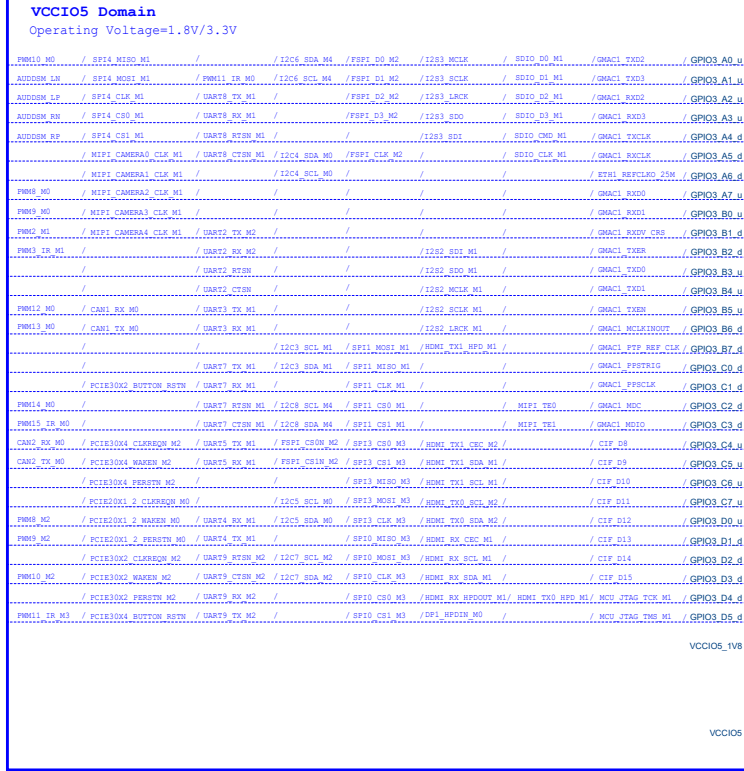 VCCIO5 Domain
Operating Voltage=1.8V/3.3V
PWM10_M0 / SPI4_MISO_M1 / / I2C6_SDA_M4 / FSPI_D0_M2 / I2S3_MCLK / SDIO_D0_M1 / GMAC1_TXD2 / GPIO3_A0_u
AUDDSM_LN / SPI4_MOSI_M1 / PWM11_IR_M0 / I2C6_SCL_M4 / FSPI_D1_M2 / I2S3_SCLK / SDIO_D1_M1 / GMAC1_TXD3 / GPIO3_A1_u
AUDDSM_LP / SPI4_CLK_M1 / UART8_TX_M1 / / FSPI_D2_M2 / I2S3_LRCK / SDIO_D2_M1 / GMAC1_RXD2 / GPIO3_A2_u
AUDDSM_RN / SPI4_CS0_M1 / UART8_RX_M1 / / FSPI_D3_M2 / I2S3_SDO / SDIO_D3_M1 / GMAC1_RXD3 / GPIO3_A3_u
AUDDSM_RP / SPI4_CS1_M1 / UART8_RTSN_M1 / / / I2S3_SDI / SDIO_CMD_M1 / GMAC1_TXCLK / GPIO3_A4_d
/ MIPI_CAMERA0_CLK_M1 / UART8_CTSN_M1 / I2C4_SDA_M0 / FSPI_CLK_M2 / / SDIO_CLK_M1 / GMAC1_RXCLK / GPIO3_A5_d
/ MIPI_CAMERA1_CLK_M1 / / I2C4_SCL_M0 / / / / ETH1_REFCLKO_25M / GPIO3_A6_d
PWM8_M0 / MIPI_CAMERA2_CLK_M1 / / / / / / GMAC1_RXD0 / GPIO3_A7_u
PWM9_M0 / MIPI_CAMERA3_CLK_M1 / / / / / / GMAC1_RXD1 / GPIO3_B0_u
PWM2_M1 / MIPI_CAMERA4_CLK_M1 / UART2_TX_M2 / / / / / GMAC1_RXDV_CRS / GPIO3_B1_d
PWM3_IR_M1 / / UART2_RX_M2 / / / I2S2_SDI_M1 / / GMAC1_TXER / GPIO3_B2_d
/ / UART2_RTSN / / / I2S2_SDO_M1 / / GMAC1_TXD0 / GPIO3_B3_u
/ / UART2_CTSN / / / I2S2_MCLK_M1 / / GMAC1_TXD1 / GPIO3_B4_u
PWM12_M0 / CAN1_RX_M0 / UART3_TX_M1 / / / I2S2_SCLK_M1 / / GMAC1_TXEN / GPIO3_B5_u
PWM13_M0 / CAN1_TX_M0 / UART3_RX_M1 / / / I2S2_LRCK_M1 / / GMAC1_MCLKINOUT / GPIO3_B6_d
/ / / I2C3_SCL_M1 / SPI1_MOSI_M1 / HDMI_TX1_HPD_M1 / / GMAC1_PTP_REF_CLK / GPIO3_B7_d
/ / UART7_TX_M1 / I2C3_SDA_M1 / SPI1_MISO_M1 / / / GMAC1_PPSTRIG / GPIO3_C0_d
/ PCIE30X2_BUTTON_RSTN / UART7_RX_M1 / / SPI1_CLK_M1 / / / GMAC1_PPSCLK / GPIO3_C1_d
PWM14_M0 / / UART7_RTSN_M1 / I2C8_SCL_M4 / SPI1_CS0_M1 / / MIPI_TE0 / GMAC1_MDC / GPIO3_C2_d
PWM15_IR_M0 / / UART7_CTSN_M1 / I2C8_SDA_M4 / SPI1_CS1_M1 / / MIPI_TE1 / GMAC1_MDIO / GPIO3_C3_d
CAN2_RX_M0 / PCIE30X4_CLKREQN_M2 / UART5_TX_M1 / FSPI_CS0N_M2 / SPI3_CS0_M3 / HDMI_TX1_CEC_M2 / / CIF_D8 / GPIO3_C4_u
CAN2_TX_M0 / PCIE30X4_WAKEN_M2 / UART5_RX_M1 / FSPI_CS1N_M2 / SPI3_CS1_M3 / HDMI_TX1_SDA_M1 / / CIF_D9 / GPIO3_C5_u
/ PCIE30X4_PERSTN_M2 / / / SPI3_MISO_M3 / HDMI_TX1_SCL_M1 / / CIF_D10 / GPIO3_C6_u
/ PCIE20X1_2_CLKREQN_M0 / / I2C5_SCL_M0 / SPI3_MOSI_M3 / HDMI_TX0_SCL_M2 / / CIF_D11 / GPIO3_C7_u
PWM8_M2 / PCIE20X1_2_WAKEN_M0 / UART4_RX_M1 / I2C5_SDA_M0 / SPI3_CLK_M3 / HDMI_TX0_SDA_M2 / / CIF_D12 / GPIO3_D0_u
PWM9_M2 / PCIE20X1_2_PERSTN_M0 / UART4_TX_M1 / / SPI0_MISO_M3 / HDMI_RX_CEC_M1 / / CIF_D13 / GPIO3_D1_d
/ PCIE30X2_CLKREQN_M2 / UART9_RTSN_M2 / I2C7_SCL_M2 / SPI0_MOSI_M3 / HDMI_RX_SCL_M1 / / CIF_D14 / GPIO3_D2_d
PWM10_M2 / PCIE30X2_WAKEN_M2 / UART9_CTSN_M2 / I2C7_SDA_M2 / SPI0_CLK_M3 / HDMI_RX_SDA_M1 / / CIF_D15 / GPIO3_D3_d
/ PCIE30X2_PERSTN_M2 / UART9_RX_M2 / / SPI0_CS0_M3 / HDMI_RX_HPDOUT_M1 / HDMI_TX0_HPD_M1 / MCU_JTAG_TCK_M1 / GPIO3_D4_d
PWM11_IR_M3 / PCIE30X4_BUTTON_RSTN / UART9_TX_M2 / / SPI0_CS1_M3 / DP1_HPDIN_M0 / / MCU_JTAG_TMS_M1 / GPIO3_D5_d
VCCIO5_1V8
VCCIO5